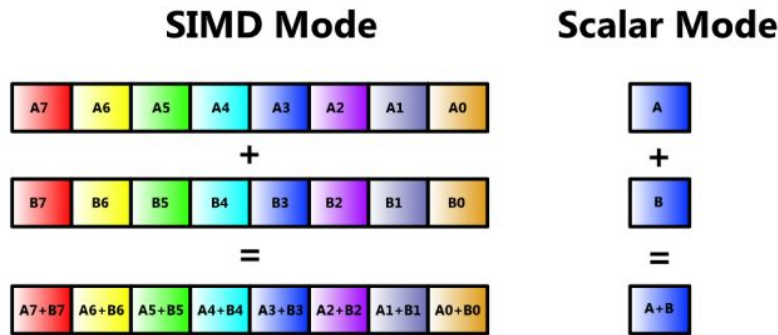 SIMD Mode Scalar Mode
A7 A6 A5 A4 A3 A2 A1 A0 A
+ +
B7 B6 B5 B4 B3 B2 B1 B0 B
= =
A7+B7 A6+B6 A5+B5 A4+B4 A3+B3 A2+B2 A1+B1 A0+B0 A+B